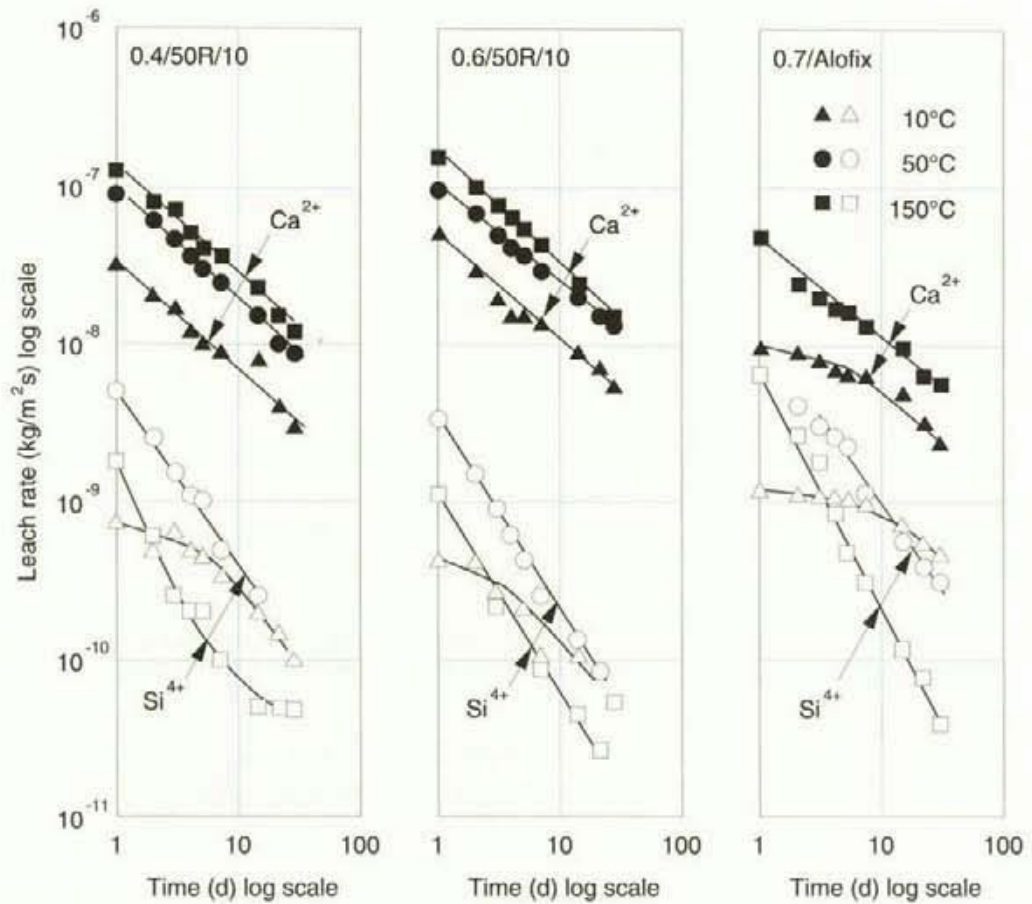 0.4/50R/10
0.6/50R/10
0.7/Alofix
10°C
50°C
150°C
Ca²⁺
Ca²⁺
Ca²⁺
Si⁴⁺
Si⁴⁺
Si⁴⁺
Leach rate (kg/m²s) log scale
10⁻⁶
10⁻⁷
10⁻⁸
10⁻⁹
10⁻¹⁰
10⁻¹¹
1 10 100
1 10 100
1 10 100
Time (d) log scale
Time (d) log scale
Time (d) log scale